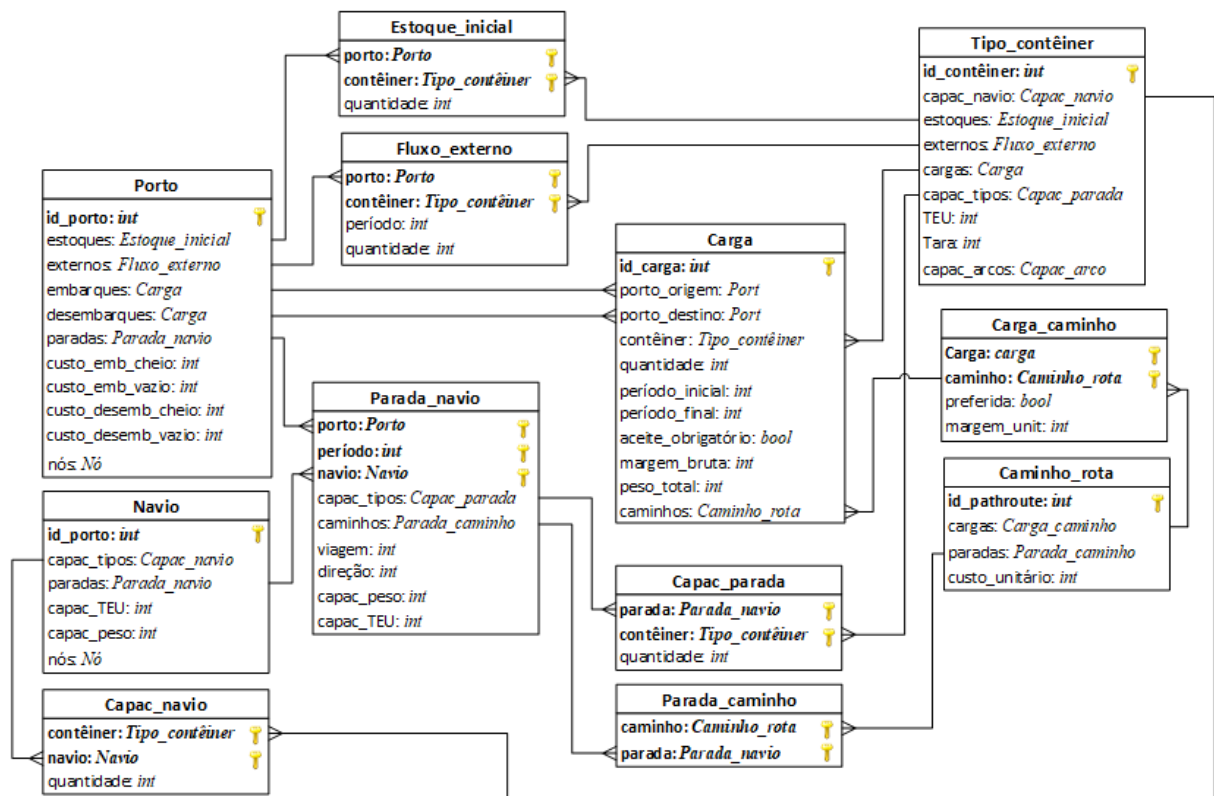 Estoque_inicial
porto: Porto
contêiner: Tipo_contêiner
quantidade: int
Tipo_contêiner
id_contêiner: int
capac_navio: Capac_navio
estoques: Estoque_inicial
externos: Fluxo_externo
cargas: Carga
capac_tipos: Capac_parada
TEU: int
Tara: int
capac_arcos: Capac_arco
Fluxo_externo
porto: Porto
contêiner: Tipo_contêiner
período: int
quantidade: int
Porto
id_porto: int
estoques: Estoque_inicial
externos: Fluxo_externo
embarques: Carga
desembarques: Carga
paradas: Parada_navio
custo_emb_cheio: int
custo_emb_vazio: int
custo_desemb_cheio: int
custo_desemb_vazio: int
nós: Nó
Carga
id_carga: int
porto_origem: Port
porto_destino: Port
contêiner: Tipo_contêiner
quantidade: int
período_inicial: int
período_final: int
aceite_obrigatório: bool
margem_bruta: int
peso_total: int
caminhos: Caminho_rota
Carga_caminho
Carga: carga
caminho: Caminho_rota
preferida: bool
margem_unit: int
Parada_navio
porto: Porto
período: int
navio: Navio
capac_tipos: Capac_parada
caminhos: Parada_caminho
viagem: int
direção: int
capac_peso: int
capac_TEU: int
Caminho_rota
id_pathroute: int
cargas: Carga_caminho
paradas: Parada_caminho
custo_unitário: int
Navio
id_porto: int
capac_tipos: Capac_navio
paradas: Parada_navio
capac_TEU: int
capac_peso: int
nós: Nó
Capac_parada
parada: Parada_navio
contêiner: Tipo_contêiner
quantidade: int
Capac_navio
contêiner: Tipo_contêiner
navio: Navio
quantidade: int
Parada_caminho
caminho: Caminho_rota
parada: Parada_navio